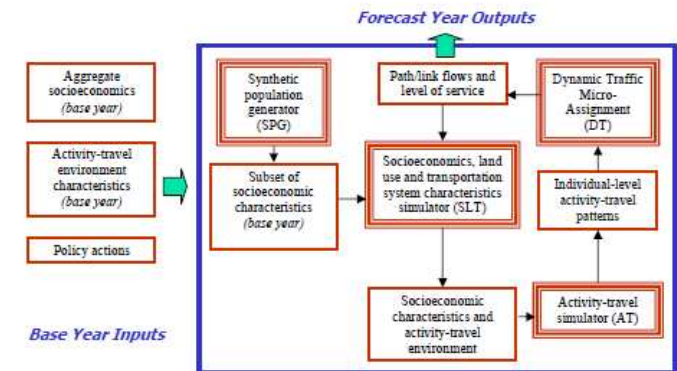 Forecast Year Outputs
Aggregate
socioeconomics
(base year)
Activity-travel
environment
characteristics
(base year)
Policy actions
Base Year Inputs
Synthetic
population
generator
(SPG)
Subset of
socioeconomic
characteristics
(base year)
Path/link flows and
level of service
Socioeconomics, land
use and transportation
system characteristics
simulator (SLT)
Socioeconomic
characteristics and
activity-travel
environment
Dynamic Traffic
Micro-
Assignment
(DT)
Individual-level
activity-travel
patterns
Activity-travel
simulator (AT)